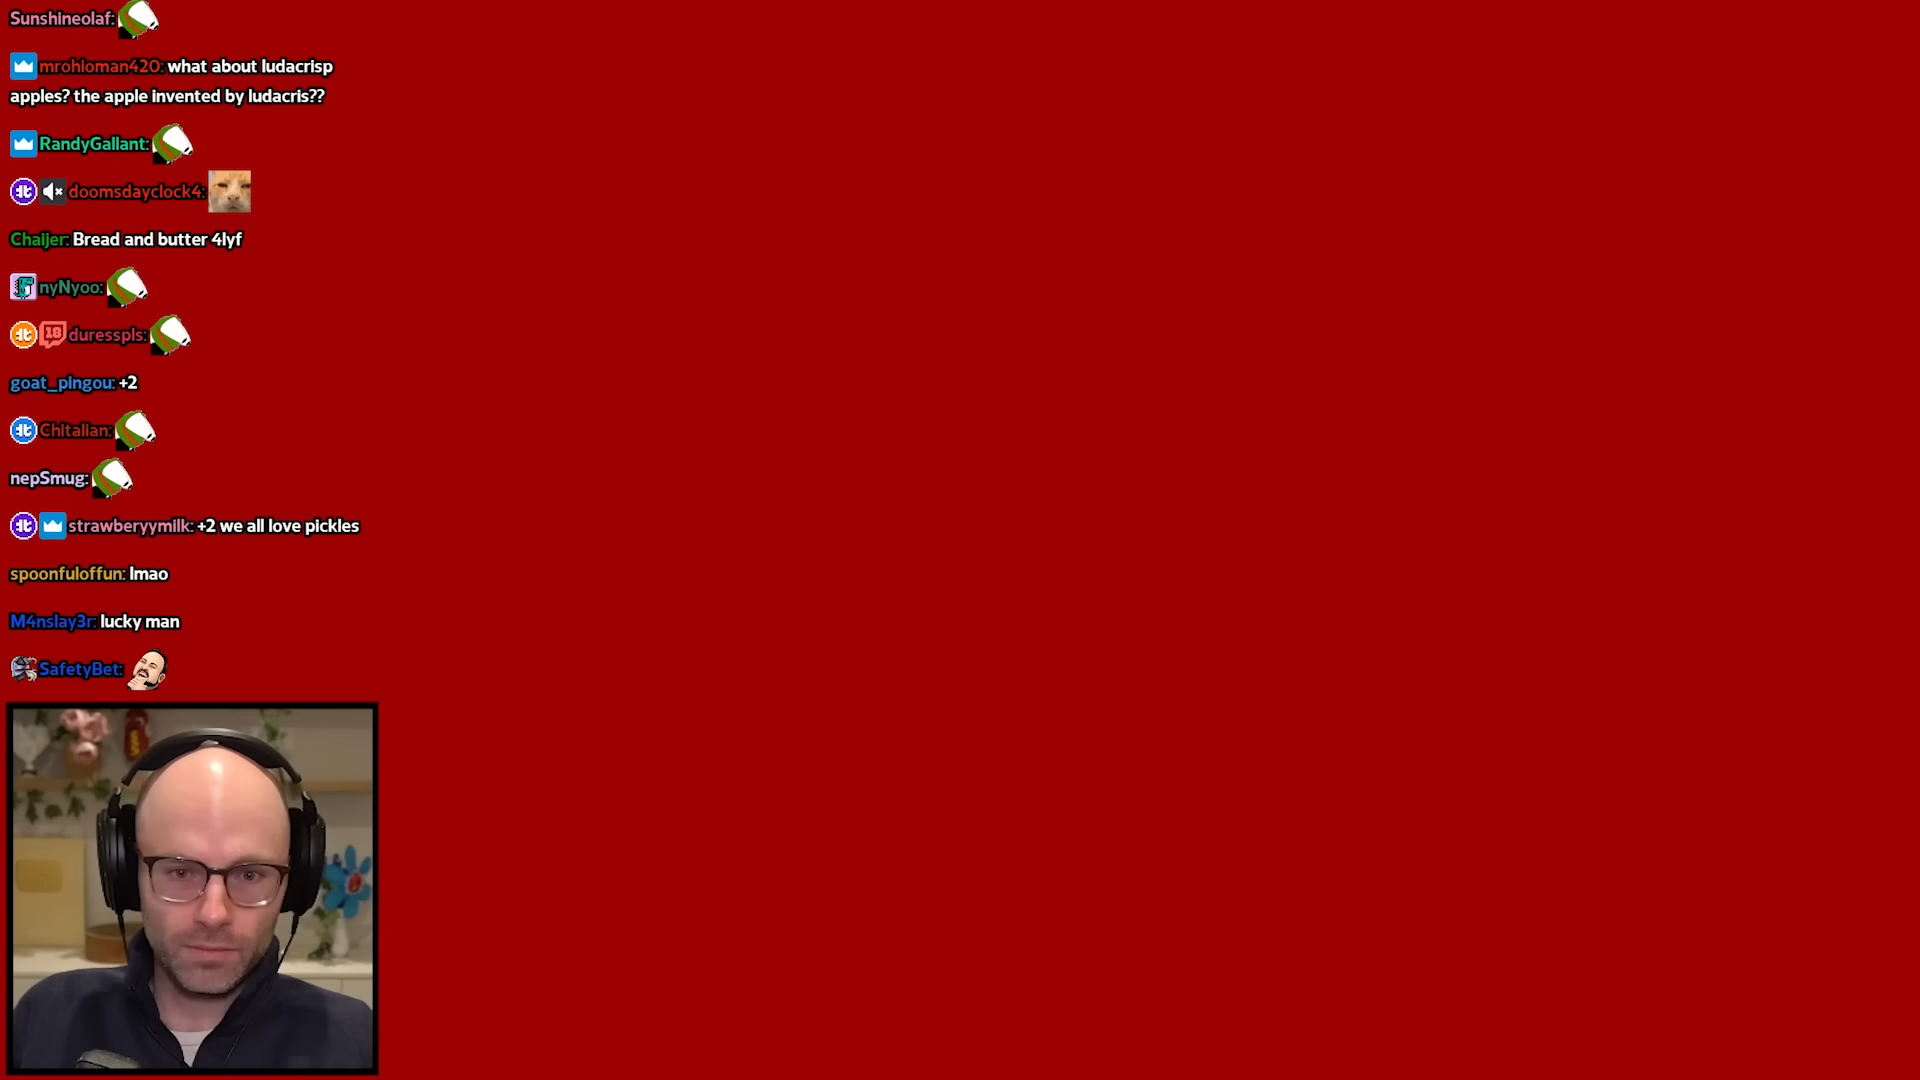 Sunshineolaf:
mrohioman420: what about ludacrisp
apples? the apple invented by ludacris??
RandyGallant:
doomsdayclock4:
Chaijer: Bread and butter 4lyf
nyNyoo:
18 duresspls:
goat_pingou: +2
Chitalian:
nepSmug:
strawberyymilk: +2 we all love pickles
spoonfuloffun: lmao
M4nslay3r: lucky man
SafetyBet: